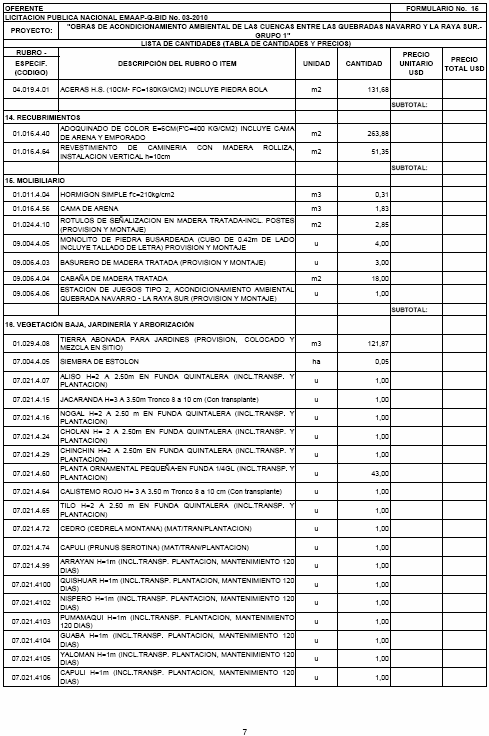 OFERENTE FORMULARIO No. 16
LICITACION PUBLICA NACIONAL EMAAP-Q-BID No. 03-2010
PROYECTO: "OBRAS DE ACONDICIONAMIENTO AMBIENTAL DE LAS CUENCAS ENTRE LAS QUEBRADAS NAVARRO Y LA RAYA SUR.-
GRUPO 1"
LISTA DE CANTIDADES (TABLA DE CANTIDADES Y PRECIOS)
RUBRO - ESPECIF. (CODIGO) DESCRIPCIÓN DEL RUBRO O ITEM UNIDAD CANTIDAD PRECIO UNITARIO USD PRECIO TOTAL USD
04.019.4.01 ACERAS H.S. (10CM- FC=180KG/CM2) INCLUYE PIEDRA BOLA m2 131,68
SUBTOTAL:
14. RECUBRIMIENTOS
01.016.4.40 ADOQUINADO DE COLOR E=6CM(F'C=400 KG/CM2) INCLUYE CAMA
DE ARENA Y EMPORADO m2 263,88
01.016.4.64 REVESTIMIENTO DE CAMINERIA CON MADERA ROLLIZA,
INSTALACION VERTICAL h=10cm m2 51,35
SUBTOTAL:
15. MOLIBILIARIO
01.011.4.04 HORMIGON SIMPLE f'c=210kg/cm2 m3 0,31
01.016.4.56 CAMA DE ARENA m3 1,83
01.024.4.10 ROTULOS DE SEÑALIZACION EN MADERA TRATADA-INCL. POSTES
(PROVISION Y MONTAJE) m2 2,85
09.004.4.05 MONOLITO DE PIEDRA BUSARDEADA (CUBO DE 0.42m DE LADO
INCLUYE TALLADO DE LETRA) PROVISION Y MONTAJE u 4,00
09.006.4.03 BASURERO DE MADERA TRATADA (PROVISION Y MONTAJE) u 3,00
09.006.4.04 CABAÑA DE MADERA TRATADA m2 18,00
09.006.4.06 ESTACION DE JUEGOS TIPO 2, ACONDICIONAMIENTO AMBIENTAL
QUEBRADA NAVARRO - LA RAYA SUR (PROVISION Y MONTAJE) u 1,00
SUBTOTAL:
16. VEGETACIÓN BAJA, JARDINERÍA Y ARBORIZACIÓN
01.029.4.08 TIERRA ABONADA PARA JARDINES (PROVISION, COLOCADO Y
MEZCLA EN SITIO) m3 121,87
07.004.4.05 SIEMBRA DE ESTOLON ha 0,05
07.021.4.07 ALISO H=2 A 2.50m EN FUNDA QUINTALERA (INCL.TRANSP. Y
PLANTACION) u 1,00
07.021.4.15 JACARANDA H=3 A 3.50m Tronco 8 a 10 cm (Con transplante) u 1,00
07.021.4.16 NOGAL H=2 A 2.50 m EN FUNDA QUINTALERA (INCL.TRANSP. Y
PLANTACION) u 1,00
07.021.4.24 CHOLAN H= 2 A 2.50m EN FUNDA QUINTALERA (INCL.TRANSP. Y
PLANTACION) u 1,00
07.021.4.29 CHINCHIN H=2 A 2.50m EN FUNDA QUINTALERA (INCL.TRANSP. Y
PLANTACION) u 1,00
07.021.4.60 PLANTA ORNAMENTAL PEQUEÑA-EN FUNDA 1/4GL (INCL.TRANSP. Y
PLANTACION) u 43,00
07.021.4.64 CALISTEMO ROJO H= 3 A 3.50 m Tronco 8 a 10 cm (Con transplante) u 1,00
07.021.4.65 TILO H=2 A 2.50 m EN FUNDA QUINTALERA (INCL.TRANSP. Y
PLANTACION) u 1,00
07.021.4.72 CEDRO (CEDRELA MONTANA) (MAT/TRAN/PLANTACION) u 1,00
07.021.4.74 CAPULI (PRUNUS SEROTINA) (MAT/TRAN/PLANTACION) u 1,00
07.021.4.99 ARRAYAN H=1m (INCL.TRANSP. PLANTACION, MANTENIMIENTO 120
DIAS) u 1,00
07.021.4100 QUISHUAR H=1m (INCL.TRANSP. PLANTACION, MANTENIMIENTO 120
DIAS) u 1,00
07.021.4102 NISPERO H=1m (INCL.TRANSP. PLANTACION, MANTENIMIENTO 120
DIAS) u 1,00
07.021.4103 PUMAMAQUI H=1m (INCL.TRANSP. PLANTACION, MANTENIMIENTO
120 DIAS) u 1,00
07.021.4104 GUABA H=1m (INCL.TRANSP. PLANTACION, MANTENIMIENTO 120
DIAS) u 1,00
07.021.4105 YALOMAN H=1m (INCL.TRANSP. PLANTACION, MANTENIMIENTO 120
DIAS) u 1,00
07.021.4106 CAPULI H=1m (INCL.TRANSP. PLANTACION, MANTENIMIENTO 120
DIAS) u 1,00
7